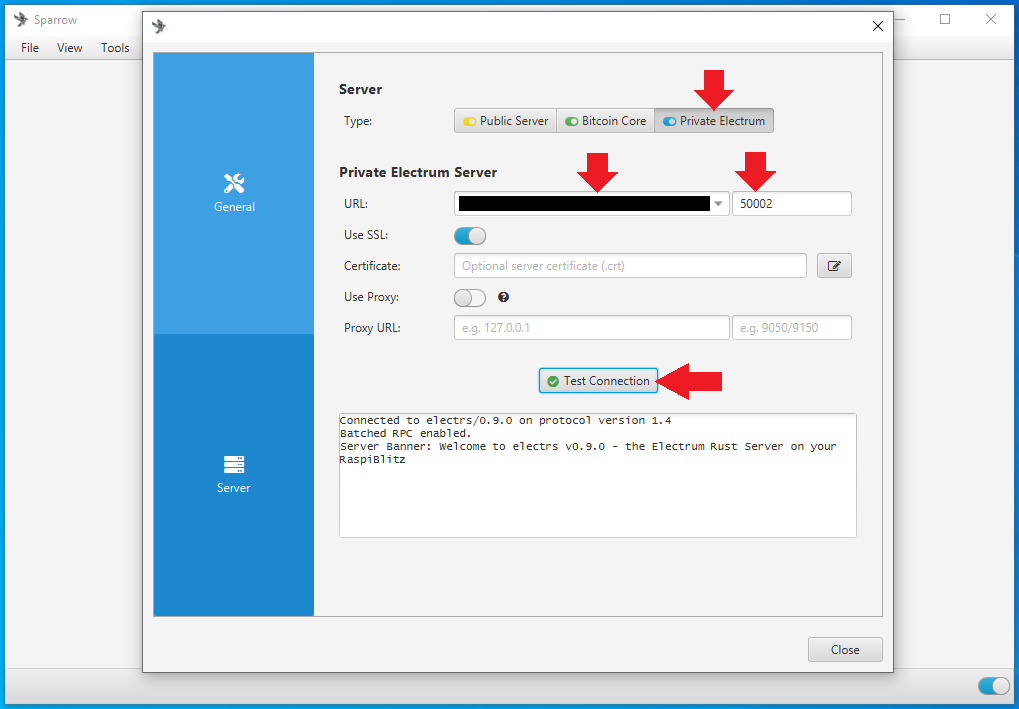 Sparrow
File View Tools
General
Server
Server
Type: Public Server Bitcoin Core Private Electrum
Private Electrum Server
URL: 50002
Use SSL:
Certificate: Optional server certificate (.crt)
Use Proxy: ?
Proxy URL: e.g. 127.0.0.1 e.g. 9050/9150
Test Connection
Connected to electrs/0.9.0 on protocol version 1.4
Batched RPC enabled.
Server Banner: Welcome to electrs v0.9.0 - the Electrum Rust Server on your
RaspiBlitz
Close